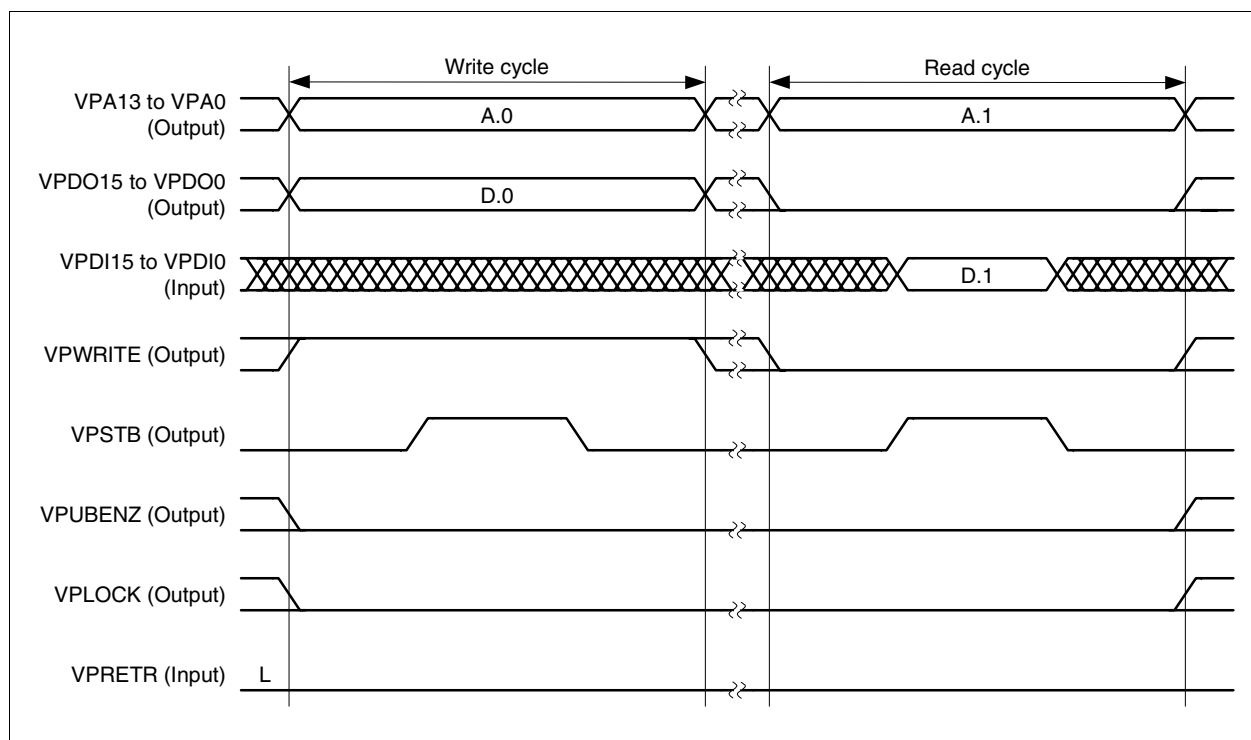 Write cycle
Read cycle
VPA13 to VPA0
(Output)
A.0
A.1
VPDO15 to VPDO0
(Output)
D.0
VPDI15 to VPDI0
(Input)
D.1
VPWRITE (Output)
VPSTB (Output)
VPUBENZ (Output)
VPLOCK (Output)
VPRETR (Input)
L